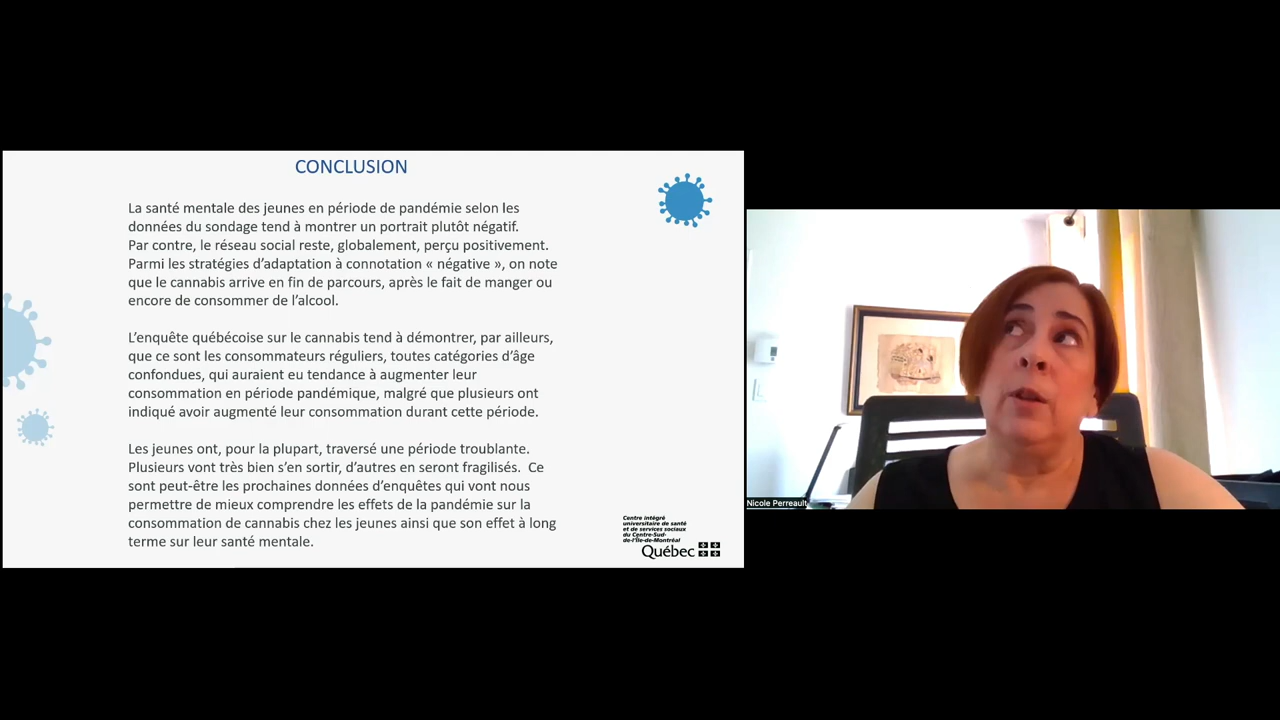 CONCLUSION
La santé mentale des jeunes en période de pandémie selon les
données du sondage tend à montrer un portrait plutôt négatif.
Par contre, le réseau social reste, globalement, perçu positivement.
Parmi les stratégies d’adaptation à connotation « négative », on note
que le cannabis arrive en fin de parcours, après le fait de manger ou
encore de consommer de l’alcool.
L’enquête québécoise sur le cannabis tend à démontrer, par ailleurs,
que ce sont les consommateurs réguliers, toutes catégories d’âge
confondues, qui auraient eu tendance à augmenter leur
consommation en période pandémique, malgré que plusieurs ont
indiqué avoir augmenté leur consommation durant cette période.
Les jeunes ont, pour la plupart, traversé une période troublante.
Plusieurs vont très bien s’en sortir, d’autres en seront fragilisés.  Ce
sont peut-être les prochaines données d’enquêtes qui vont nous
permettre de mieux comprendre les effets de la pandémie sur la
consommation de cannabis chez les jeunes ainsi que son effet à long
terme sur leur santé mentale.
Centre intégré
universitaire de santé
et de services sociaux
du Centre-Sud-
de-l’Île-de-Montréal
Québec
Nicole Perreault